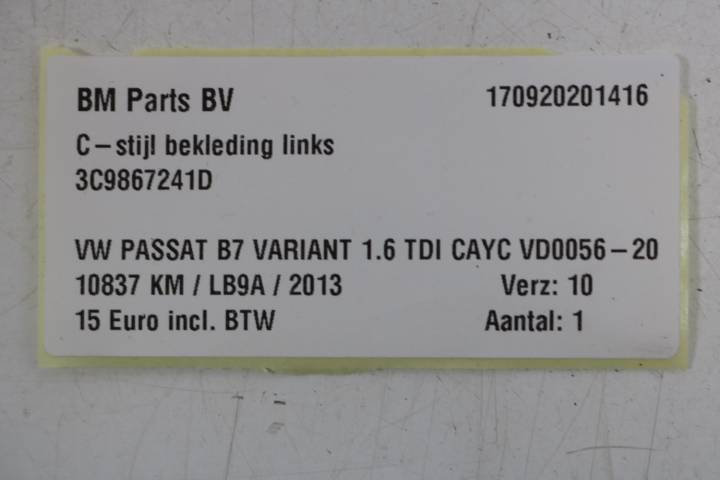 BM Parts BV 170920201416
C-stijl bekleding links
3C9867241D
VW PASSAT B7 VARIANT 1.6 TDI CAYC VD0056-20
10837 KM / LB9A / 2013 Verz: 10
15 Euro incl. BTW Aantal: 1